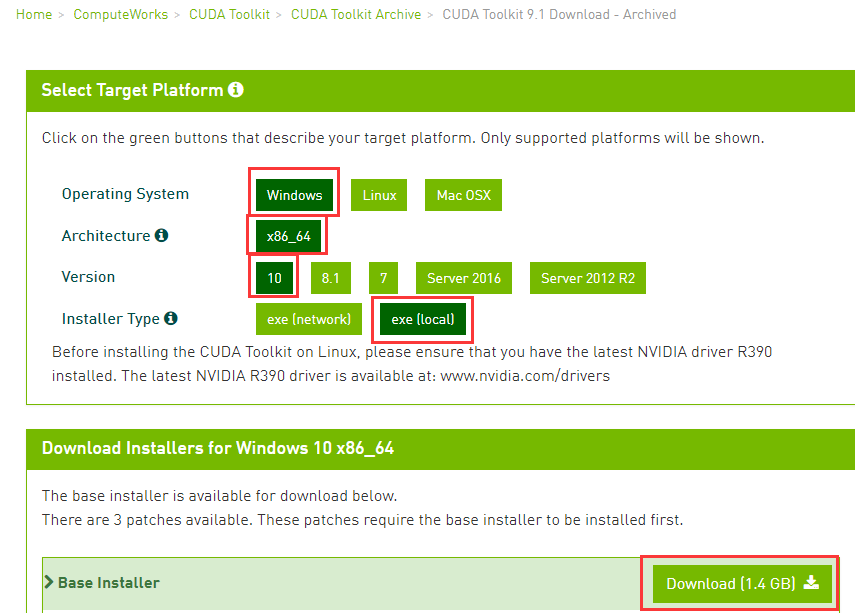 Home > ComputeWorks > CUDA Toolkit > CUDA Toolkit Archive > CUDA Toolkit 9.1 Download - Archived
Select Target Platform
Click on the green buttons that describe your target platform. Only supported platforms will be shown.
Operating System Windows Linux Mac OSX
Architecture x86_64
Version 10 8.1 7 Server 2016 Server 2012 R2
Installer Type exe (network) exe (local)
Before installing the CUDA Toolkit on Linux, please ensure that you have the latest NVIDIA driver R390
installed. The latest NVIDIA R390 driver is available at: www.nvidia.com/drivers
Download Installers for Windows 10 x86_64
The base installer is available for download below.
There are 3 patches available. These patches require the base installer to be installed first.
Base Installer Download (1.4 GB)